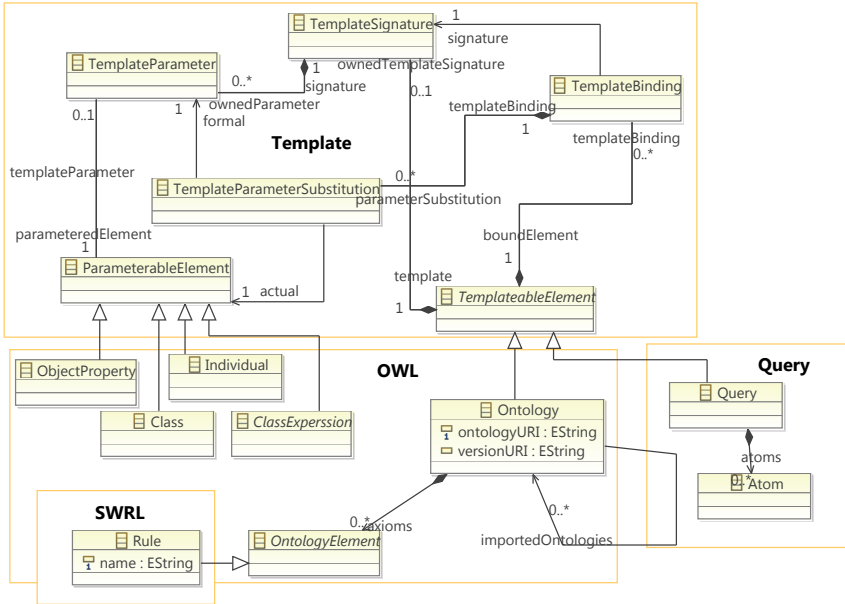 TemplateSignature
1
signature
TemplateParameter
0..*
1
signature
ownedTemplateSignature
ownedParameter
0..1
TemplateBinding
templateBinding
1
templateBinding
0..*
0..1
1
formal
Template
templateParameter
TemplateParameterSubstitution
0..*
parameterSubstitution
parameteredElement
1
boundElement
1
ParameterableElement
1 actual
template
1
TemplateableElement
ObjectProperty
Individual
OWL
Query
Class
ClassExperssion
Ontology
ontologyURI : EString
versionURI : EString
Query
atoms
0..*
Atom
SWRL
0..*
axioms
0..*
importedOntologies
Rule
name : EString
OntologyElement